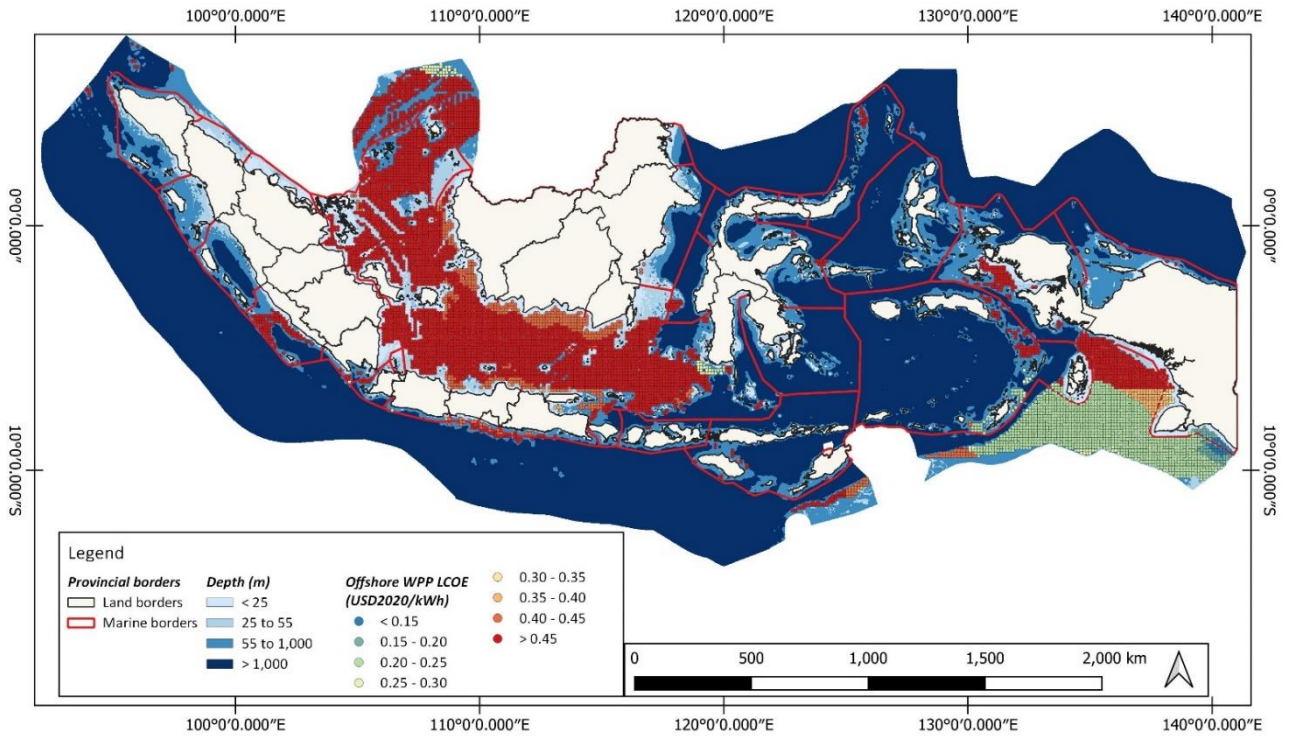 100°0'0.000"E 110°0'0.000"E 120°0'0.000"E 130°0'0.000"E 140°0'0.000"E
0°0'0.000"
0°0'0.000"
10°0'0.000"S
10°0'0.000"S
Legend
Provincial borders
Land borders
Marine borders
Depth (m)
< 25
25 to 55
55 to 1,000
> 1,000
Offshore WPP LCOE
(USD2020/kWh)
< 0.15
0.15 - 0.20
0.20 - 0.25
0.25 - 0.30
0.30 - 0.35
0.35 - 0.40
0.40 - 0.45
> 0.45
0 500 1,000 1,500 2,000 km
100°0'0.000"E 110°0'0.000"E 120°0'0.000"E 130°0'0.000"E 140°0'0.000"E